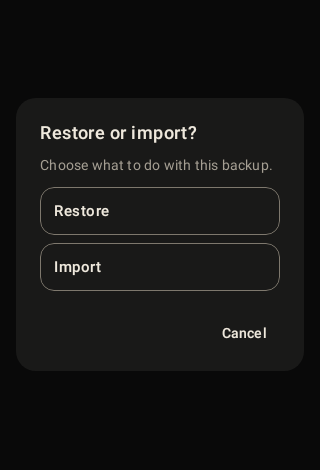 Restore or import?
Choose what to do with this backup.
Restore
Import
Cancel